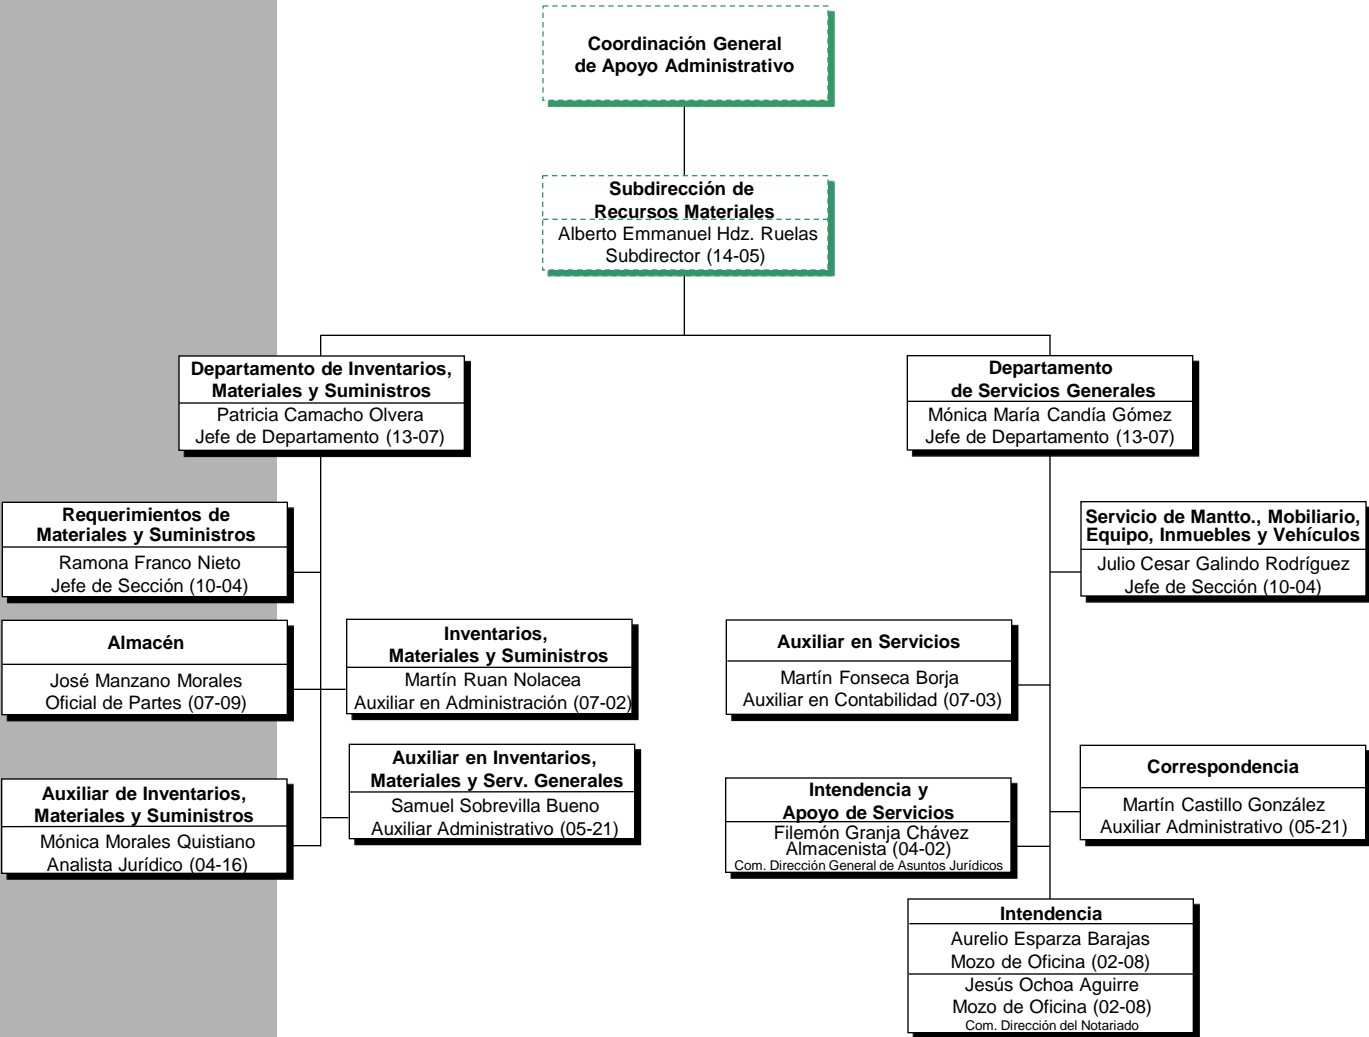 Coordinación General
de Apoyo Administrativo
Subdirección de
Recursos Materiales
Alberto Emmanuel Hdz. Ruelas
Subdirector (14-05)
Departamento de Inventarios,
Materiales y Suministros
Patricia Camacho Olvera
Jefe de Departamento (13-07)
Departamento
de Servicios Generales
Mónica María Candía Gómez
Jefe de Departamento (13-07)
Requerimientos de
Materiales y Suministros
Ramona Franco Nieto
Jefe de Sección (10-04)
Servicio de Mantto., Mobiliario,
Equipo, Inmuebles y Vehículos
Julio Cesar Galindo Rodríguez
Jefe de Sección (10-04)
Almacén
José Manzano Morales
Oficial de Partes (07-09)
Inventarios,
Materiales y Suministros
Martín Ruan Nolacea
Auxiliar en Administración (07-02)
Auxiliar en Servicios
Martín Fonseca Borja
Auxiliar en Contabilidad (07-03)
Auxiliar de Inventarios,
Materiales y Suministros
Mónica Morales Quistiano
Analista Jurídico (04-16)
Auxiliar en Inventarios,
Materiales y Serv. Generales
Samuel Sobrevilla Bueno
Auxiliar Administrativo (05-21)
Intendencia y
Apoyo de Servicios
Filemón Granja Chávez
Almacenista (04-02)
Com. Dirección General de Asuntos Jurídicos
Correspondencia
Martín Castillo González
Auxiliar Administrativo (05-21)
Intendencia
Aurelio Esparza Barajas
Mozo de Oficina (02-08)
Jesús Ochoa Aguirre
Mozo de Oficina (02-08)
Com. Dirección del Notariado